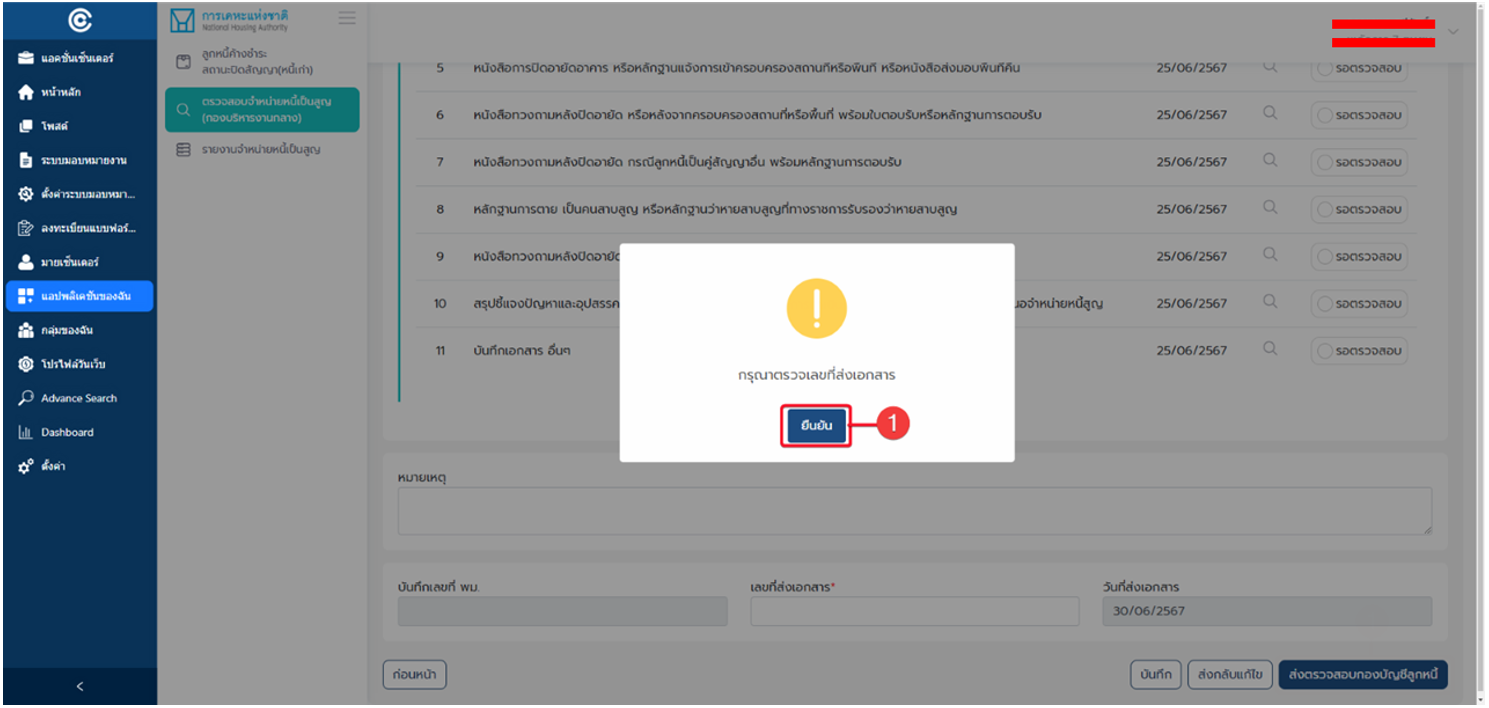 แอคชั่นเซ็นเตอร์
หน้าหลัก
โพสต์
ระบบมอบหมายงาน
ตั้งค่าระบบมอบหมา...
ลงทะเบียนแบบฟอร์...
มายเซ็นเตอร์
แอปพลิเคชันของฉัน
กลุ่มของฉัน
โปรไฟล์วันเว็บ
Advance Search
Dashboard
ตั้งค่า
<
การเคหะแห่งชาติ
National Housing Authority
ลูกหนี้ค้างชำระ
สถานะปิดสัญญา(หนี้เก่า)
ตรวจสอบจำหน่ายหนี้เป็นสูญ
(กองบริหารงานกลาง)
รายงานจำหน่ายหนี้เป็นสูญ
5 หนังสือการปิดอายัดอาคาร หรือหลักฐานแจ้งการเข้าครอบครองสถานที่หรือพื้นที่ หรือหนังสือส่งมอบพื้นที่คืน 25/06/2567 รอตรวจสอบ
6 หนังสือทวงถามหลังปิดอายัด หรือหลังจากครอบครองสถานที่หรือพื้นที่ พร้อมใบตอบรับหรือหลักฐานการตอบรับ 25/06/2567 รอตรวจสอบ
7 หนังสือทวงถามหลังปิดอายัด กรณีลูกหนี้เป็นคู่สัญญาอื่น พร้อมหลักฐานการตอบรับ 25/06/2567 รอตรวจสอบ
8 หลักฐานการตาย เป็นคนสาบสูญ หรือหลักฐานว่าหายสาบสูญที่ทางราชการรับรองว่าหายสาบสูญ 25/06/2567 รอตรวจสอบ
9 หนังสือทวงถามหลังปิดอายัด 25/06/2567 รอตรวจสอบ
10 สรุปชี้แจงปัญหาและอุปสรรค นอจำหน่ายหนี้สูญ 25/06/2567 รอตรวจสอบ
11 บันทึกเอกสาร อื่นๆ 25/06/2567 รอตรวจสอบ
กรุณาตรวจเลขที่ส่งเอกสาร
ยืนยัน 1
หมายเหตุ
บันทึกเลขที่ พม. เลขที่ส่งเอกสาร* วันที่ส่งเอกสาร
30/06/2567
ก่อนหน้า บันทึก ส่งกลับแก้ไข ส่งตรวจสอบกองบัญชีลูกหนี้